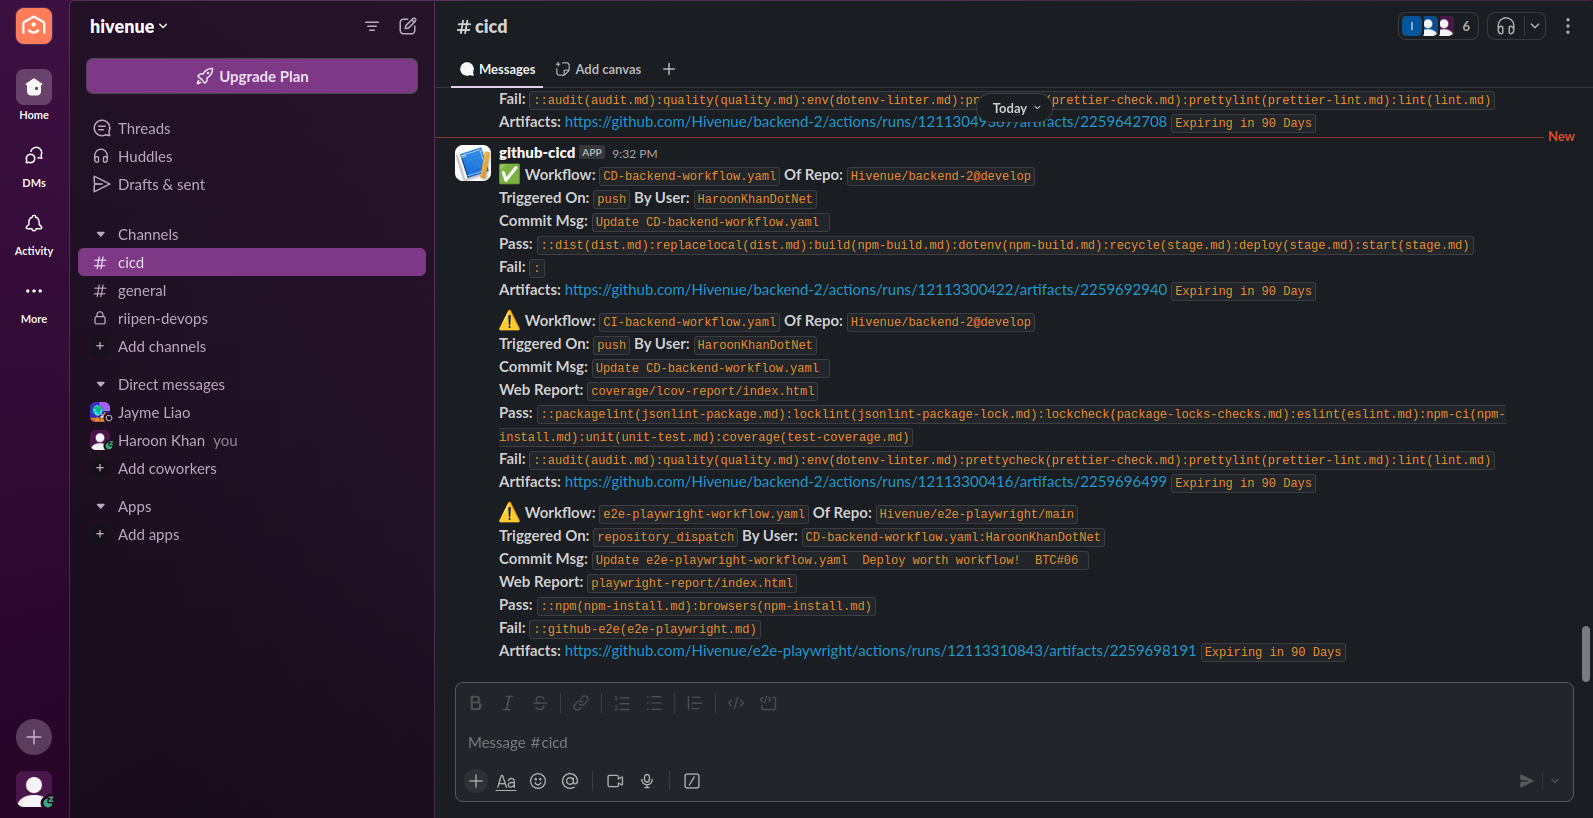 hivenue
# cicd
6
Upgrade Plan
Messages
Add canvas
Home
DMs
Activity
More
Threads
Huddles
Drafts & sent
Channels
# cicd
# general
riipen-devops
+ Add channels
Direct messages
Jayme Liao
Haroon Khan you
+ Add coworkers
Apps
+ Add apps
Fail: ::audit(audit.md):quality(quality.md):env(dotenv-linter.md):pr (prettier-check.md):prettylint(prettier-lint.md):lint(lint.md)
Today
Artifacts: https://github.com/Hivenue/backend-2/actions/runs/12113049367/artifacts/2259642708 Expiring in 90 Days
New
github-cicd APP 9:32 PM
✅ Workflow: CD-backend-workflow.yaml Of Repo: Hivenue/backend-2@develop
Triggered On: push By User: HaroonKhanDotNet
Commit Msg: Update CD-backend-workflow.yaml
Pass: ::dist(dist.md):replacelocal(dist.md):build(npm-build.md):dotenv(npm-build.md):recycle(stage.md):deploy(stage.md):start(stage.md)
Fail: :
Artifacts: https://github.com/Hivenue/backend-2/actions/runs/12113300422/artifacts/2259692940 Expiring in 90 Days
⚠️ Workflow: CI-backend-workflow.yaml Of Repo: Hivenue/backend-2@develop
Triggered On: push By User: HaroonKhanDotNet
Commit Msg: Update CD-backend-workflow.yaml
Web Report: coverage/lcov-report/index.html
Pass: ::packagelint(jsonlint-package.md):locklint(jsonlint-package-lock.md):lockcheck(package-locks-checks.md):eslint(eslint.md):npm-ci(npm-
install.md):unit(unit-test.md):coverage(test-coverage.md)
Fail: ::audit(audit.md):quality(quality.md):env(dotenv-linter.md):prettycheck(prettier-check.md):prettylint(prettier-lint.md):lint(lint.md)
Artifacts: https://github.com/Hivenue/backend-2/actions/runs/12113300416/artifacts/2259696499 Expiring in 90 Days
⚠️ Workflow: e2e-playwright-workflow.yaml Of Repo: Hivenue/e2e-playwright/main
Triggered On: repository_dispatch By User: CD-backend-workflow.yaml:HaroonKhanDotNet
Commit Msg: Update e2e-playwright-workflow.yaml  Deploy worth workflow!  BTC#06
Web Report: playwright-report/index.html
Pass: ::npm(npm-install.md):browsers(npm-install.md)
Fail: ::github-e2e(e2e-playwright.md)
Artifacts: https://github.com/Hivenue/e2e-playwright/actions/runs/12113310843/artifacts/2259698191 Expiring in 90 Days
Message #cicd
Aa